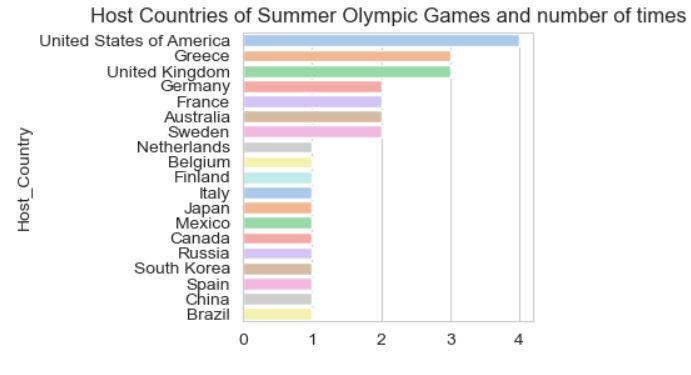 Host Countries of Summer Olympic Games and number of times
Host_Country
United States of America
Greece
United Kingdom
Germany
France
Australia
Sweden
Netherlands
Belgium
Finland
Italy
Japan
Mexico
Canada
Russia
South Korea
Spain
China
Brazil
0 1 2 3 4